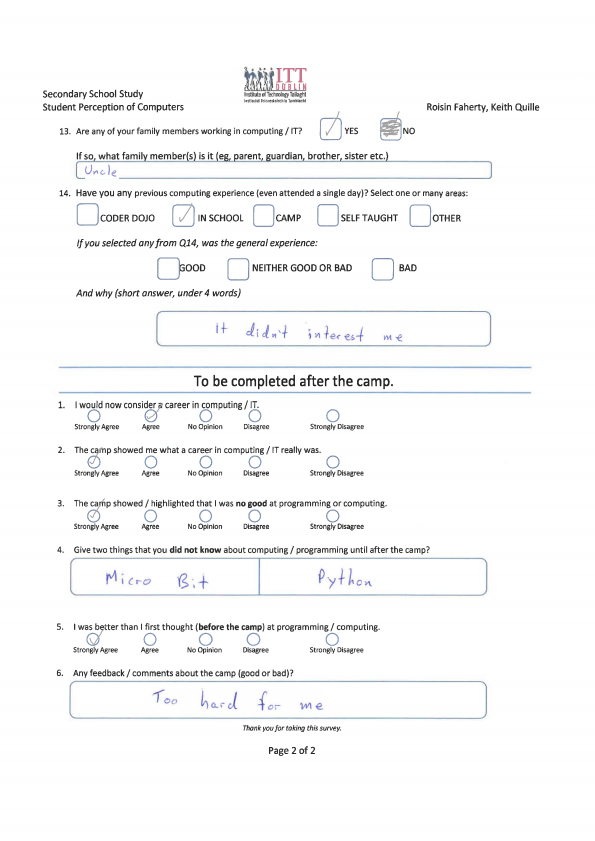 ITT
DUBLIN
Institute of Technology Tallaght
Secondary School Study
Student Perception of Computers
Roisin Faherty, Keith Quille
13. Are any of your family members working in computing / IT? YES NO
If so, what family member(s) is it (eg, parent, guardian, brother, sister etc.)
Uncle
14. Have you any previous computing experience (even attended a single day)? Select one or many areas:
CODER DOJO IN SCHOOL CAMP SELF TAUGHT OTHER
If you selected any from Q14, was the general experience:
GOOD NEITHER GOOD OR BAD BAD
And why (short answer, under 4 words)
It didn't interest me
To be completed after the camp.
1. I would now consider a career in computing / IT.
Strongly Agree Agree No Opinion Disagree Strongly Disagree
2. The camp showed me what a career in computing / IT really was.
Strongly Agree Agree No Opinion Disagree Strongly Disagree
3. The camp showed / highlighted that I was no good at programming or computing.
Strongly Agree Agree No Opinion Disagree Strongly Disagree
4. Give two things that you did not know about computing / programming until after the camp?
Micro Bit Python
5. I was better than I first thought (before the camp) at programming / computing.
Strongly Agree Agree No Opinion Disagree Strongly Disagree
6. Any feedback / comments about the camp (good or bad)?
Too hard for me
Thank you for taking this survey.
Page 2 of 2